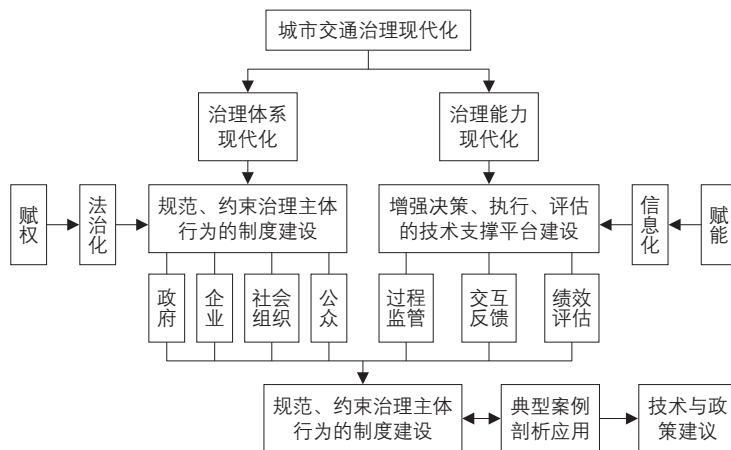 城市交通治理现代化
治理体系
现代化
治理能力
现代化
赋权
法治化
规范、约束治理主体
行为的制度建设
增强决策、执行、评估
的技术支撑平台建设
信息化
赋能
政府
企业
社会
组织
公众
过程
监管
交互
反馈
绩效
评估
规范、约束治理主体
行为的制度建设
典型案例
剖析应用
技术与政
策建议